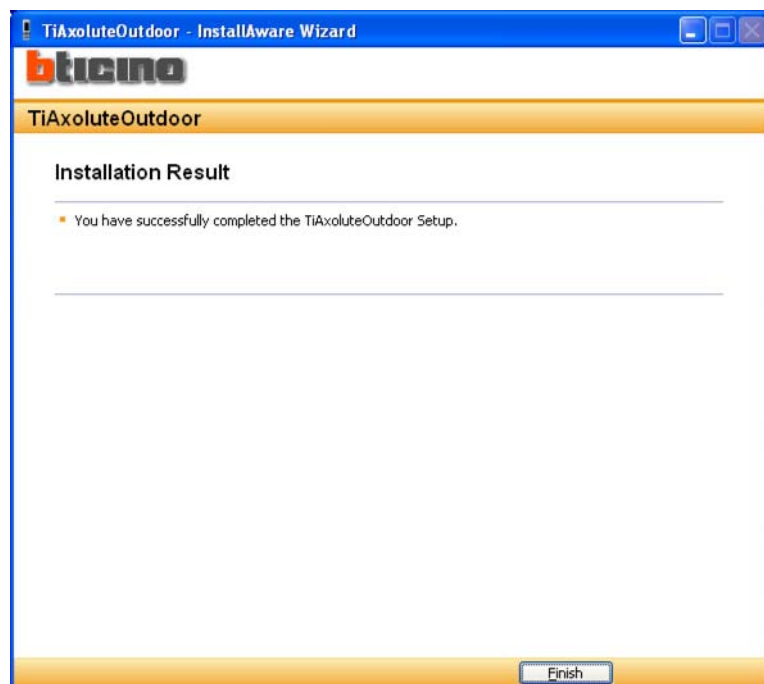 TiAxoluteOutdoor - InstallAware Wizard
bticino
TiAxoluteOutdoor
Installation Result
You have successfully completed the TiAxoluteOutdoor Setup.
Finish